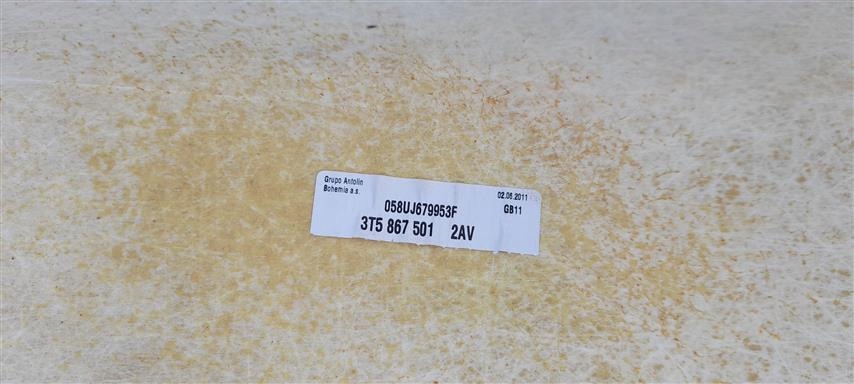 Grupo Antolin
Bohemia a.s.
02.06.2011
GB11
058UJ679953F
3T5 867 501 2AV